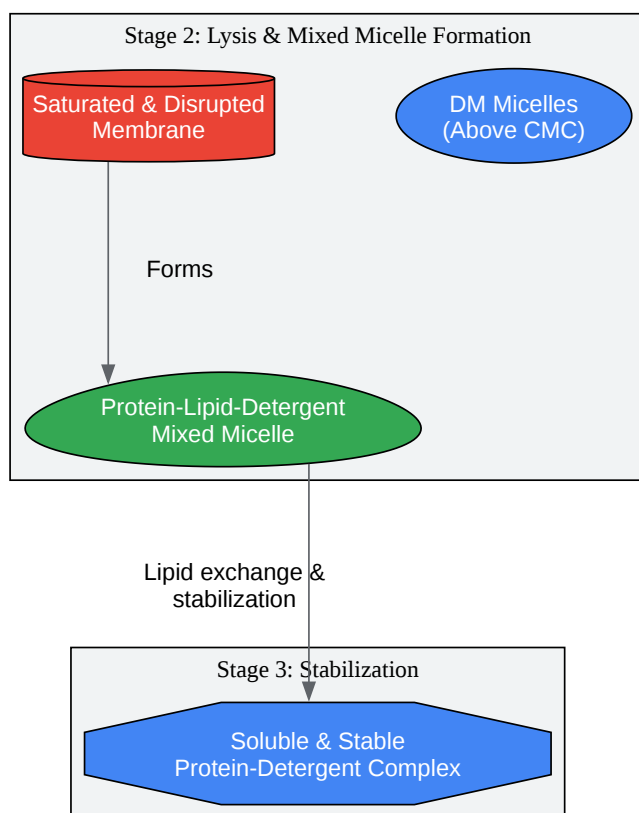 Stage 2: Lysis & Mixed Micelle Formation
Saturated & Disrupted
Membrane
DM Micelles
(Above CMC)
Forms
Protein-Lipid-Detergent
Mixed Micelle
Lipid exchange &
stabilization
Stage 3: Stabilization
Soluble & Stable
Protein-Detergent Complex